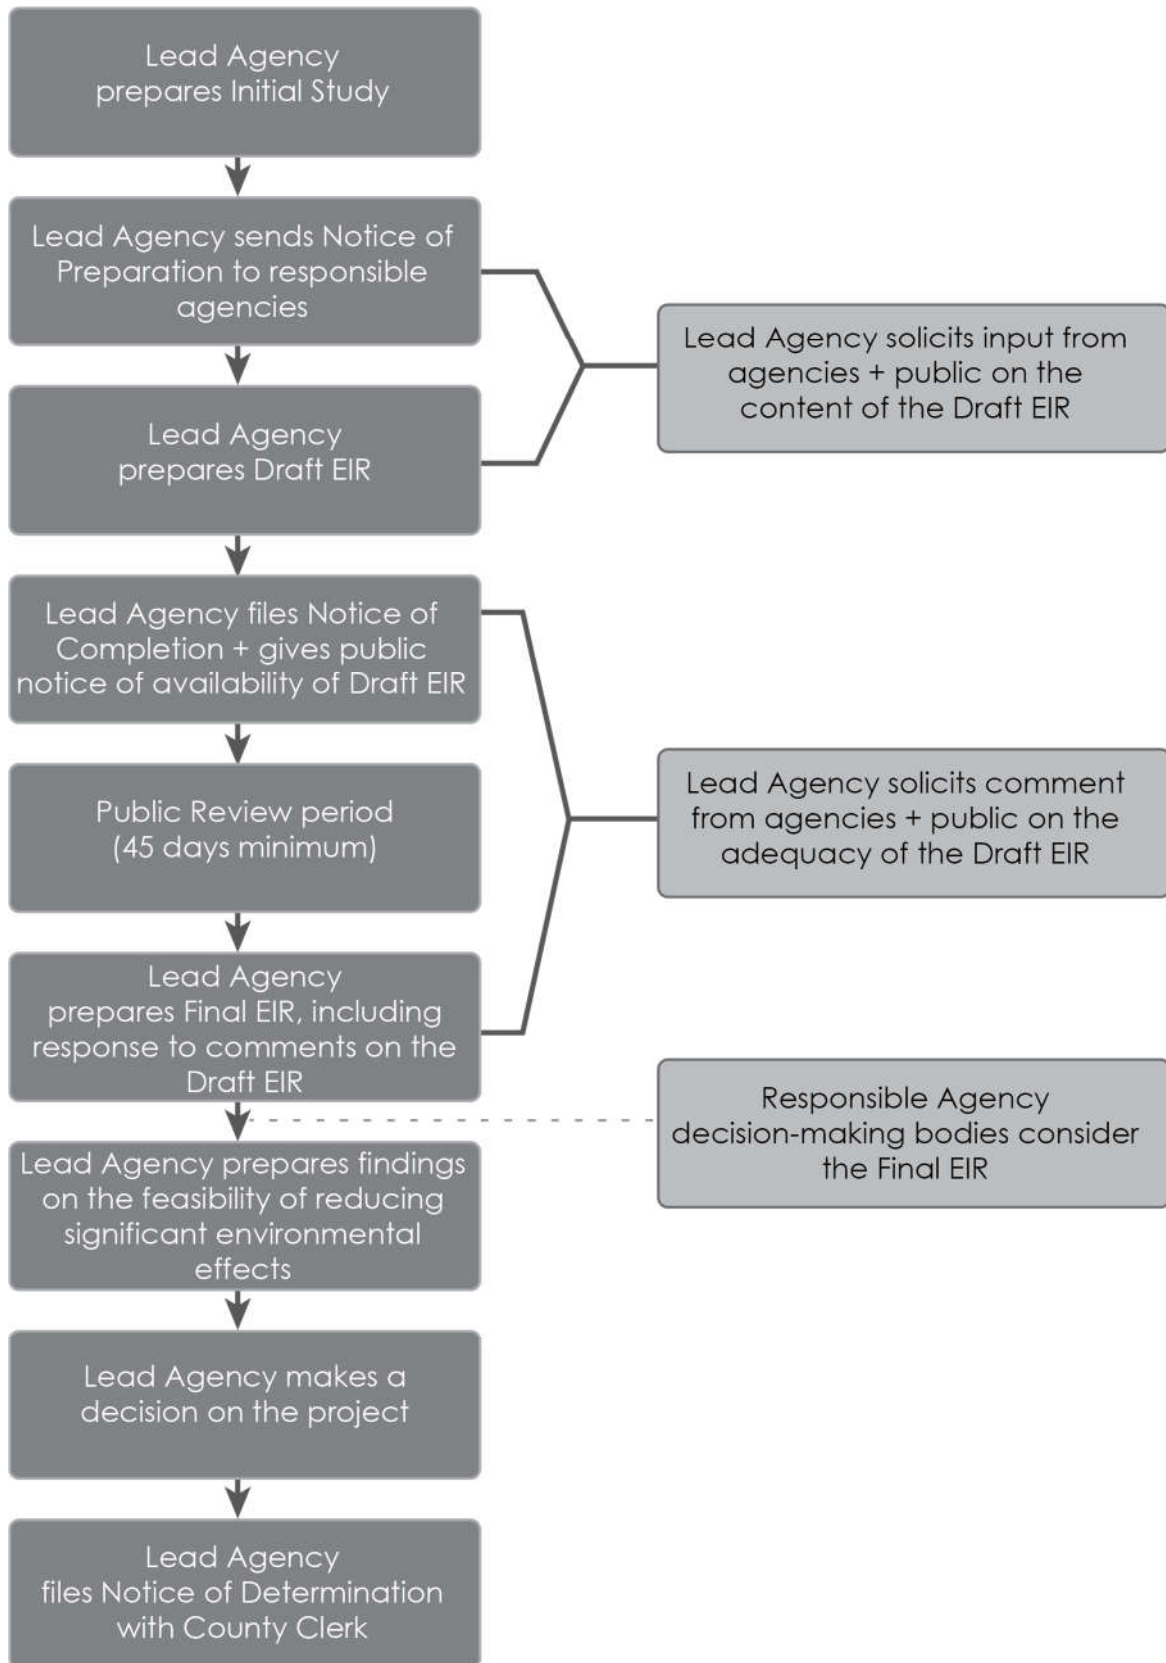 Lead Agency
prepares Initial Study
Lead Agency sends Notice of
Preparation to responsible
agencies
Lead Agency solicits input from
agencies + public on the
content of the Draft EIR
Lead Agency
prepares Draft EIR
Lead Agency files Notice of
Completion + gives public
notice of availability of Draft EIR
Public Review period
(45 days minimum)
Lead Agency solicits comment
from agencies + public on the
adequacy of the Draft EIR
Lead Agency
prepares Final EIR, including
response to comments on the
Draft EIR
Responsible Agency
decision-making bodies consider
the Final EIR
Lead Agency prepares findings
on the feasibility of reducing
significant environmental
effects
Lead Agency makes a
decision on the project
Lead Agency
files Notice of Determination
with County Clerk